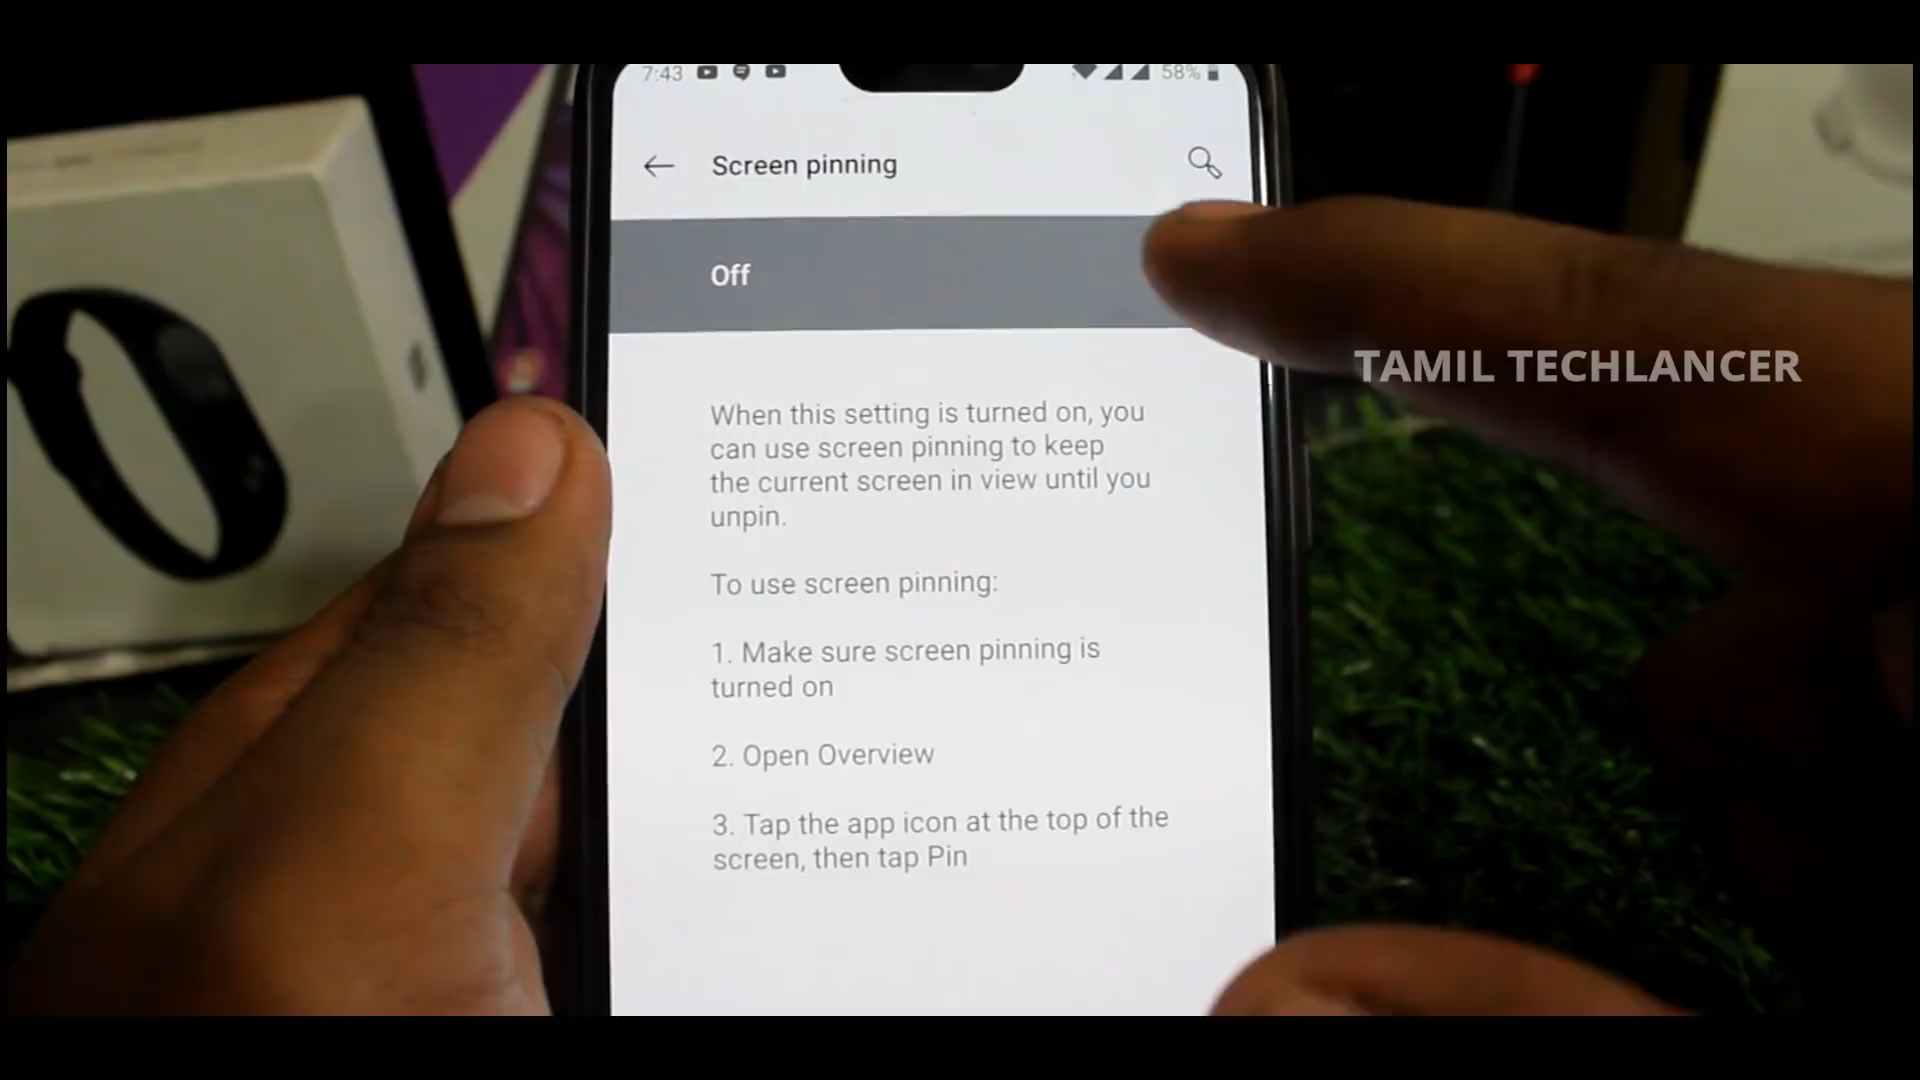 7:43 58%
Screen pinning
Off
TAMIL TECHLANCER
When this setting is turned on, you
can use screen pinning to keep
the current screen in view until you
unpin.
To use screen pinning:
1. Make sure screen pinning is
turned on
2. Open Overview
3. Tap the app icon at the top of the
screen, then tap Pin